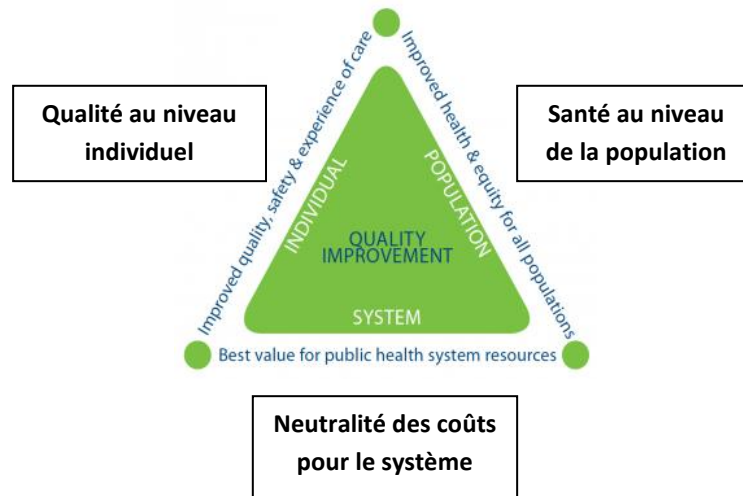 Improved quality, safety & experience of care
Improved health & equity for all populations
Qualité au niveau
individuel
Santé au niveau
de la population
INDIVIDUAL
POPULATION
QUALITY
IMPROVEMENT
SYSTEM
Best value for public health system resources
Neutralité des coûts
pour le système